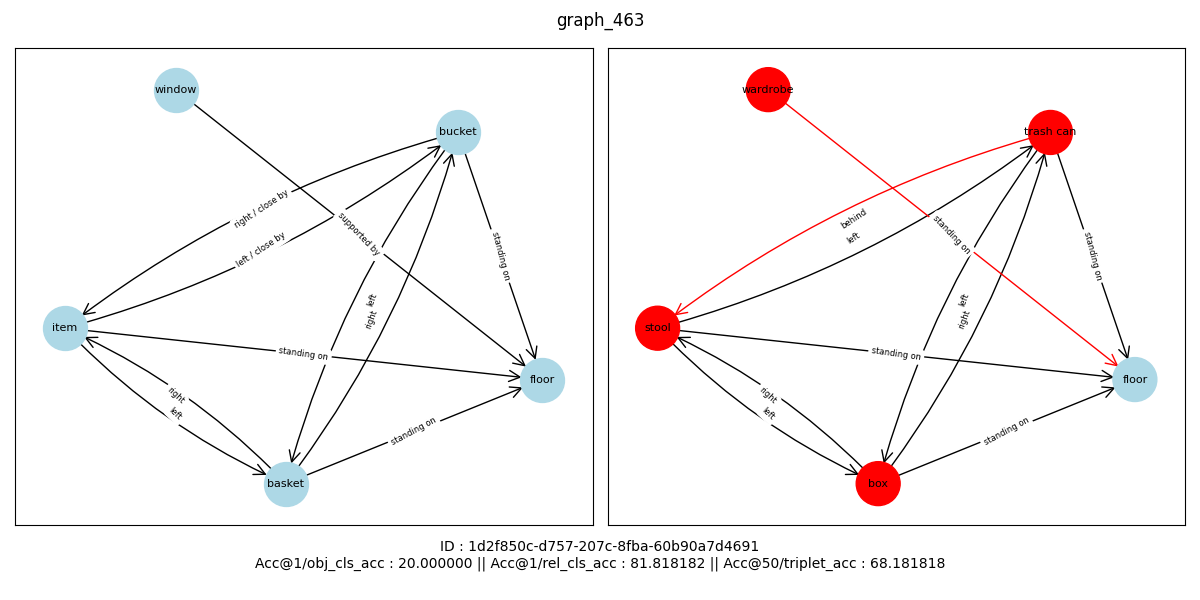 graph_463
window
bucket
right / close by
left / close by
supported by
standing on
left
right
item
standing on
floor
right
left
standing on
basket
wardrobe
trash can
behind
left
standing on
standing on
left
right
stool
standing on
floor
right
left
standing on
box
ID : 1d2f850c-d757-207c-8fba-60b90a7d4691
Acc@1/obj_cls_acc : 20.000000 || Acc@1/rel_cls_acc : 81.818182 || Acc@50/triplet_acc : 68.181818